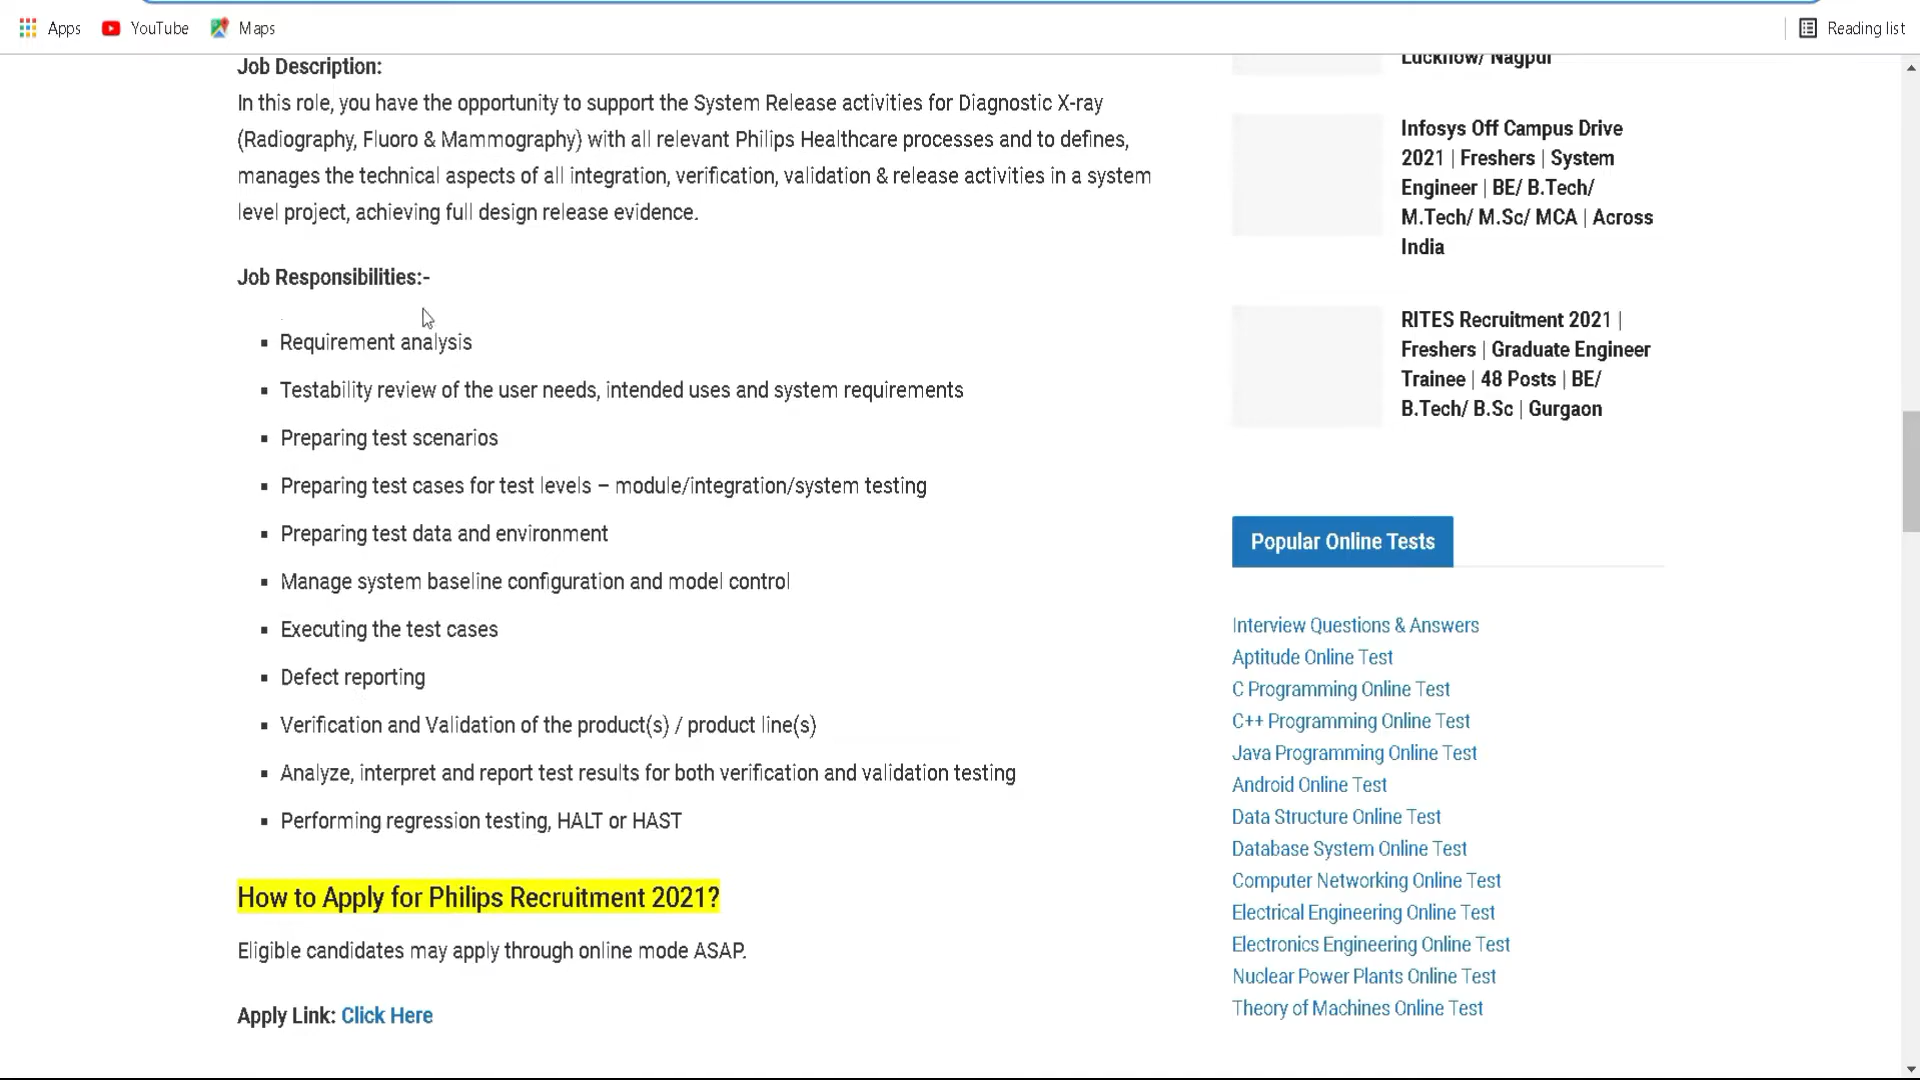 Apps YouTube Maps Reading list
Job Description:
In this role, you have the opportunity to support the System Release activities for Diagnostic X-ray
(Radiography, Fluoro & Mammography) with all relevant Philips Healthcare processes and to defines,
manages the technical aspects of all integration, verification, validation & release activities in a system
level project, achieving full design release evidence.
Job Responsibilities:-
▪ Requirement analysis
▪ Testability review of the user needs, intended uses and system requirements
▪ Preparing test scenarios
▪ Preparing test cases for test levels – module/integration/system testing
▪ Preparing test data and environment
▪ Manage system baseline configuration and model control
▪ Executing the test cases
▪ Defect reporting
▪ Verification and Validation of the product(s) / product line(s)
▪ Analyze, interpret and report test results for both verification and validation testing
▪ Performing regression testing, HALT or HAST
How to Apply for Philips Recruitment 2021?
Eligible candidates may apply through online mode ASAP.
Apply Link: Click Here
Lucknow/ Nagpur
Infosys Off Campus Drive
2021 | Freshers | System
Engineer | BE/ B.Tech/
M.Tech/ M.Sc/ MCA | Across
India
RITES Recruitment 2021 |
Freshers | Graduate Engineer
Trainee | 48 Posts | BE/
B.Tech/ B.Sc | Gurgaon
Popular Online Tests
Interview Questions & Answers
Aptitude Online Test
C Programming Online Test
C++ Programming Online Test
Java Programming Online Test
Android Online Test
Data Structure Online Test
Database System Online Test
Computer Networking Online Test
Electrical Engineering Online Test
Electronics Engineering Online Test
Nuclear Power Plants Online Test
Theory of Machines Online Test